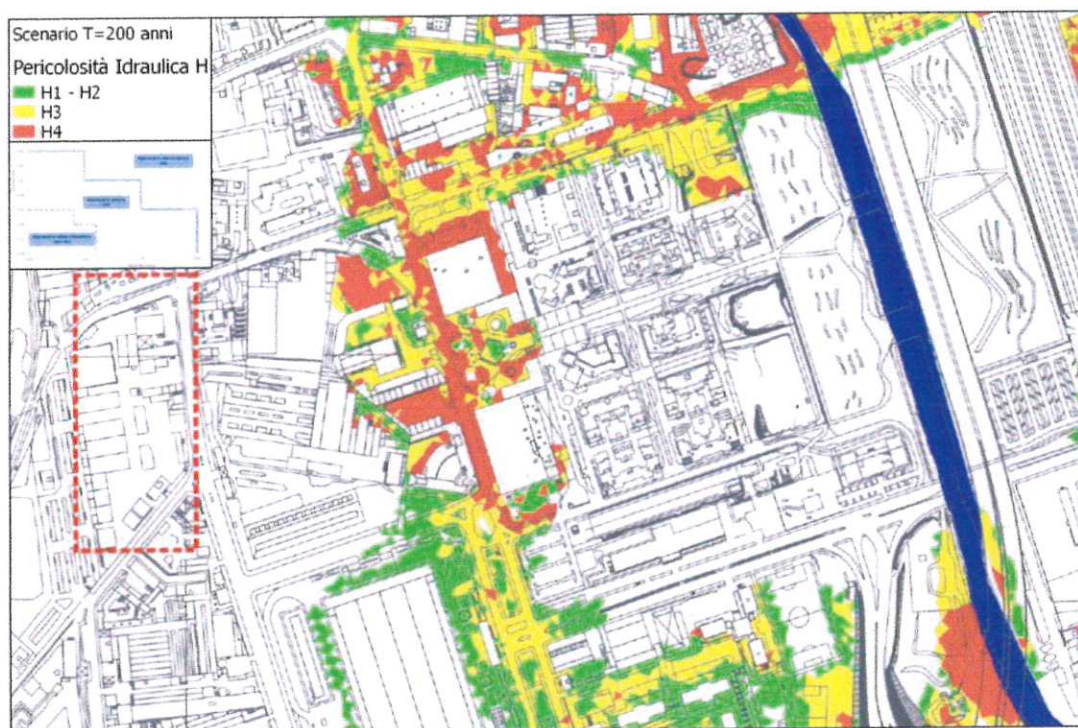 Scenario T=200 anni
Pericolosità Idraulica H
H1 - H2
H3
H4